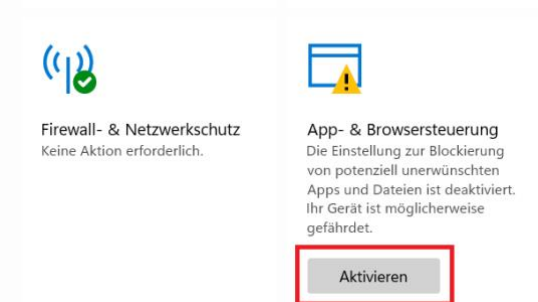 Firewall- & Netzwerkschutz
Keine Aktion erforderlich.
App- & Browsersteuerung
Die Einstellung zur Blockierung
von potenziell unerwünschten
Apps und Dateien ist deaktiviert.
Ihr Gerät ist möglicherweise
gefährdet.
Aktivieren